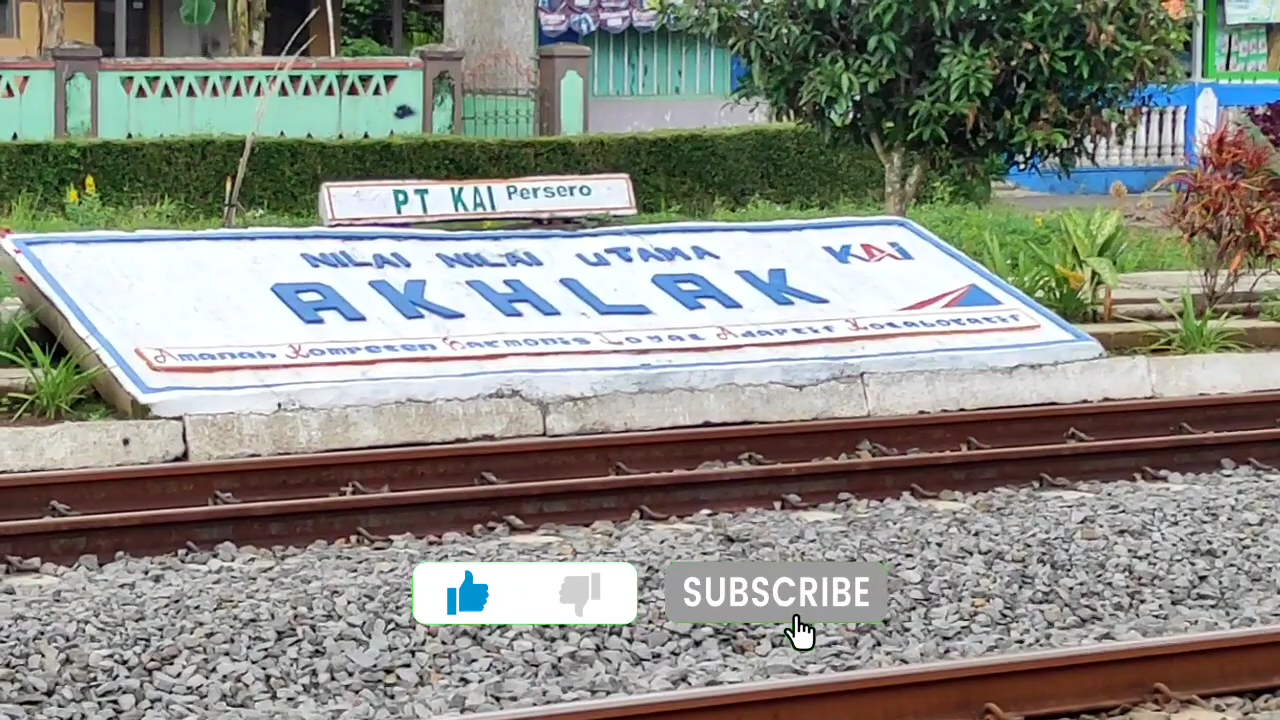 PT KAI Persero
NILAI NILAI UTAMA
KAI
AKHLAK
Amanah Kompeten Harmonis Loyal Adaptif Kolaboratif
SUBSCRIBE